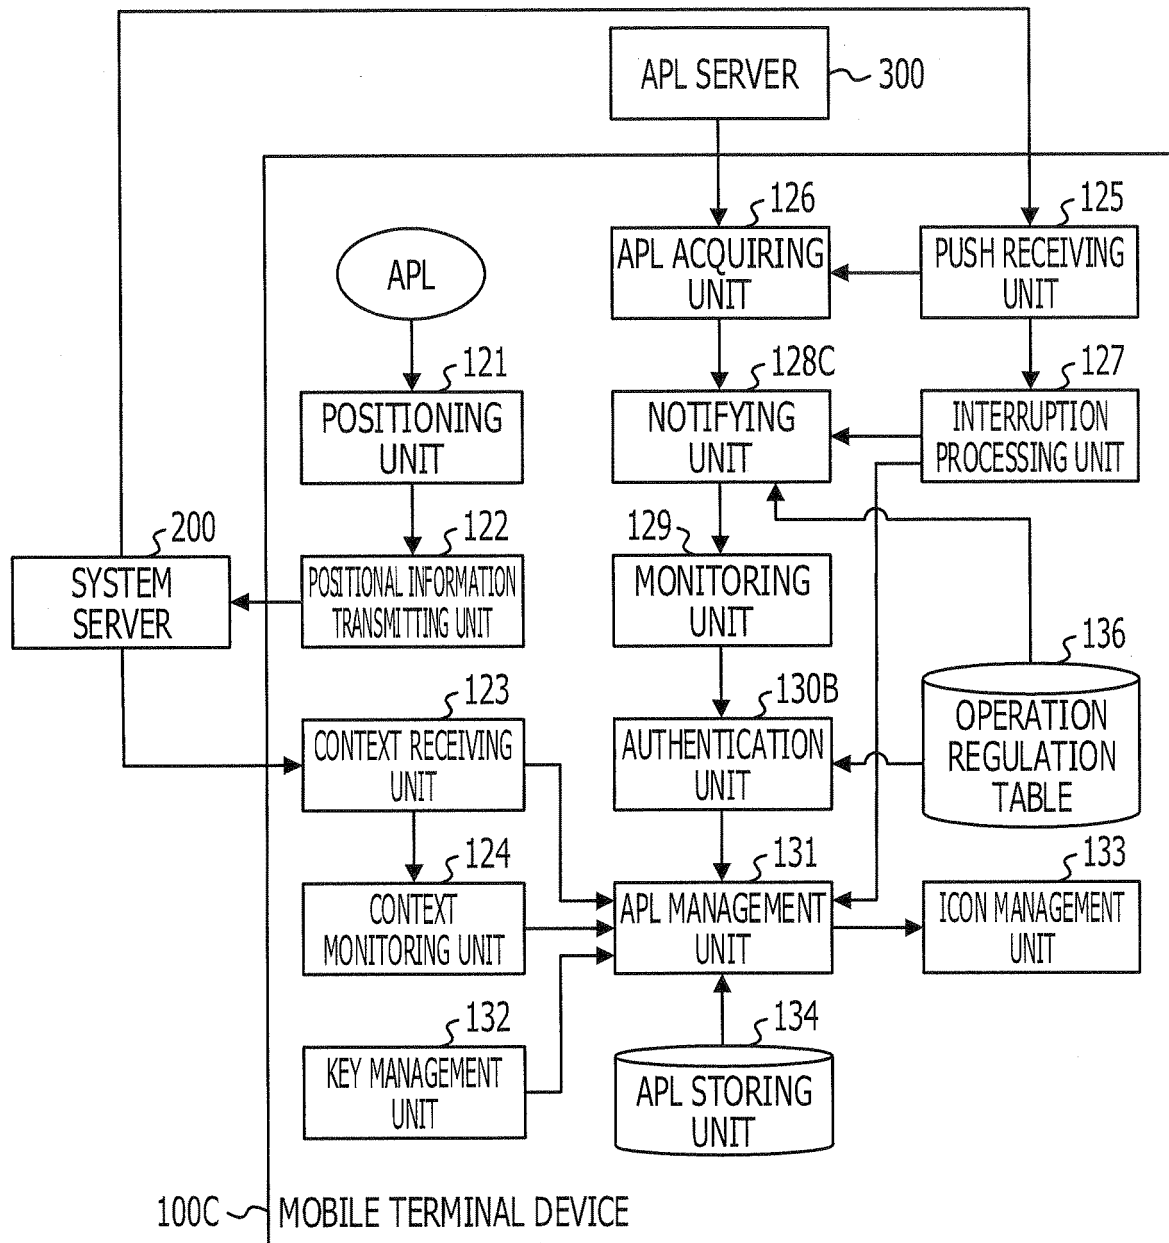 APL SERVER
300
126
125
APL ACQUIRING
UNIT
PUSH RECEIVING
UNIT
APL
121
128C
127
POSITIONING
UNIT
NOTIFYING
UNIT
INTERRUPTION
PROCESSING UNIT
200
122
129
SYSTEM
SERVER
POSITIONAL INFORMATION
TRANSMITTING UNIT
MONITORING
UNIT
136
123
130B
OPERATION
REGULATION
TABLE
CONTEXT RECEIVING
UNIT
AUTHENTICATION
UNIT
124
131
133
CONTEXT
MONITORING UNIT
APL MANAGEMENT
UNIT
ICON MANAGEMENT
UNIT
132
134
KEY MANAGEMENT
UNIT
APL STORING
UNIT
100C
MOBILE TERMINAL DEVICE